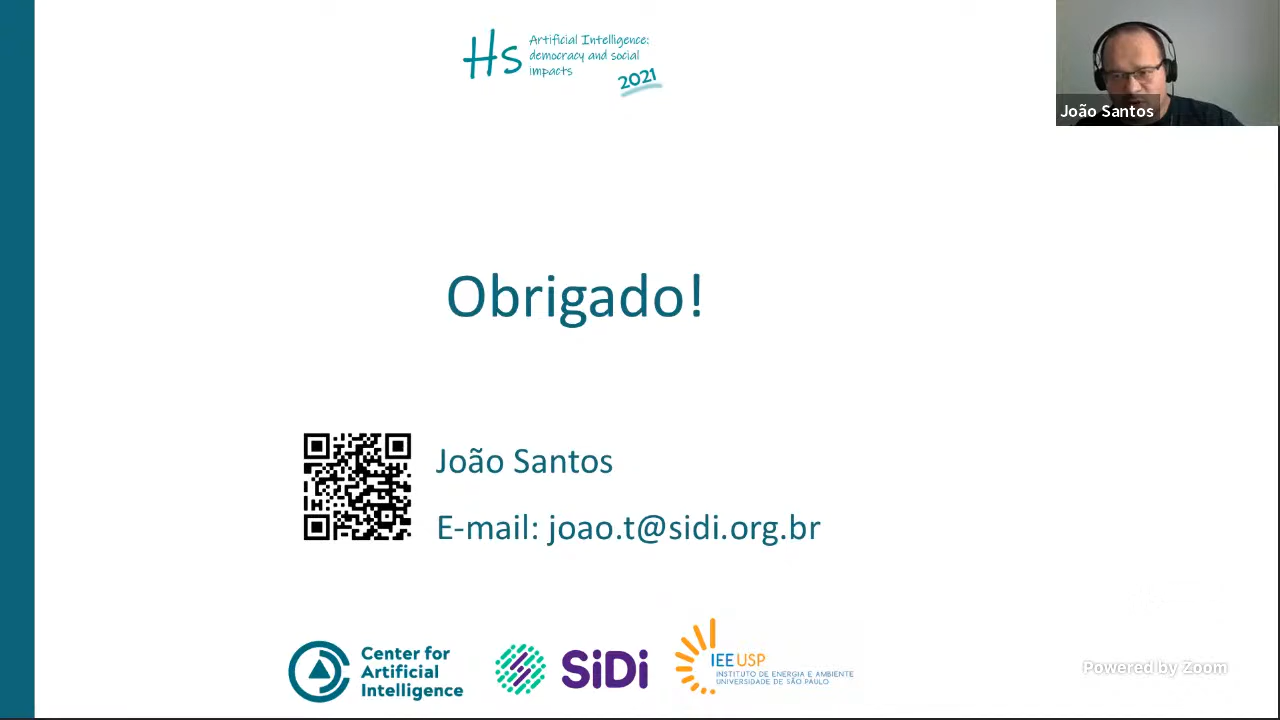 Hs
Artificial Intelligence:
democracy and social
impacts
2021
João Santos
Obrigado!
João Santos
E-mail: joao.t@sidi.org.br
Center for
Artificial
Intelligence
SiDi
IEE USP
INSTITUTO DE ENERGIA E AMBIENTE
UNIVERSIDADE DE SÃO PAULO
Powered by Zoom